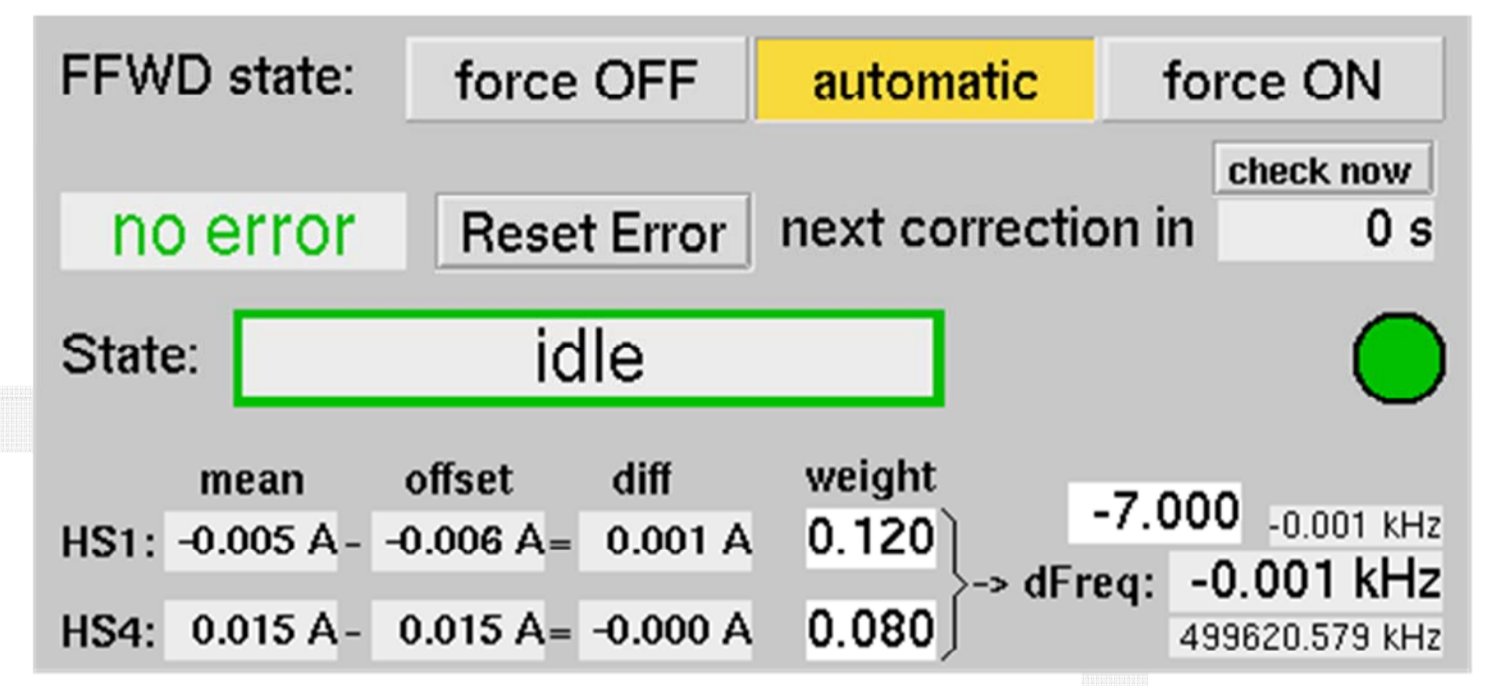 FFWD state: force OFF automatic force ON
check now
no error Reset Error next correction in 0 s
State: idle
mean offset diff weight
-7.000 -0.001 kHz
HS1: -0.005 A - -0.006 A = 0.001 A 0.120
-> dFreq: -0.001 kHz
HS4: 0.015 A - 0.015 A = -0.000 A 0.080
499620.579 kHz